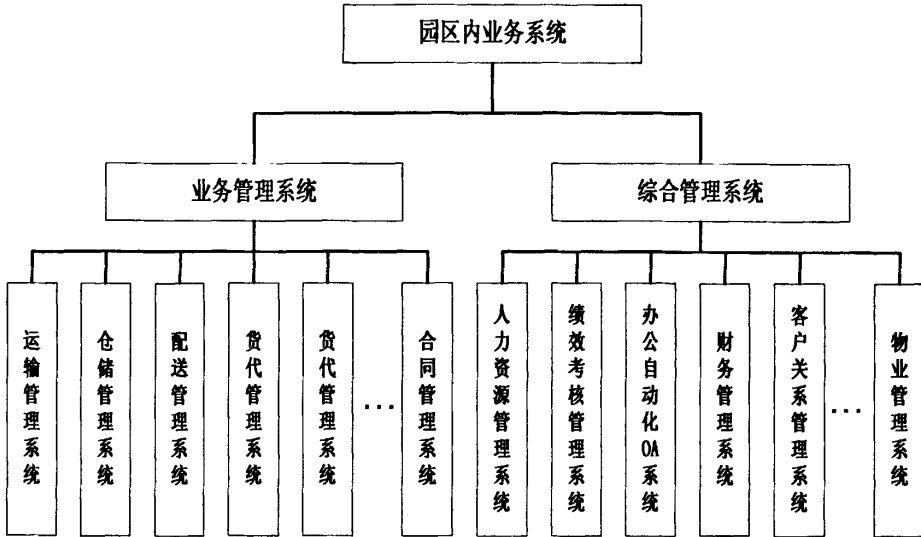 园区内业务系统
业务管理系统
综合管理系统
运输管理系统
仓储管理系统
配送管理系统
货代管理系统
货代管理系统
...
合同管理系统
人力资源管理系统
绩效考核管理系统
办公自动化OA系统
财务管理系统
客户关系管理系统
...
物业管理系统